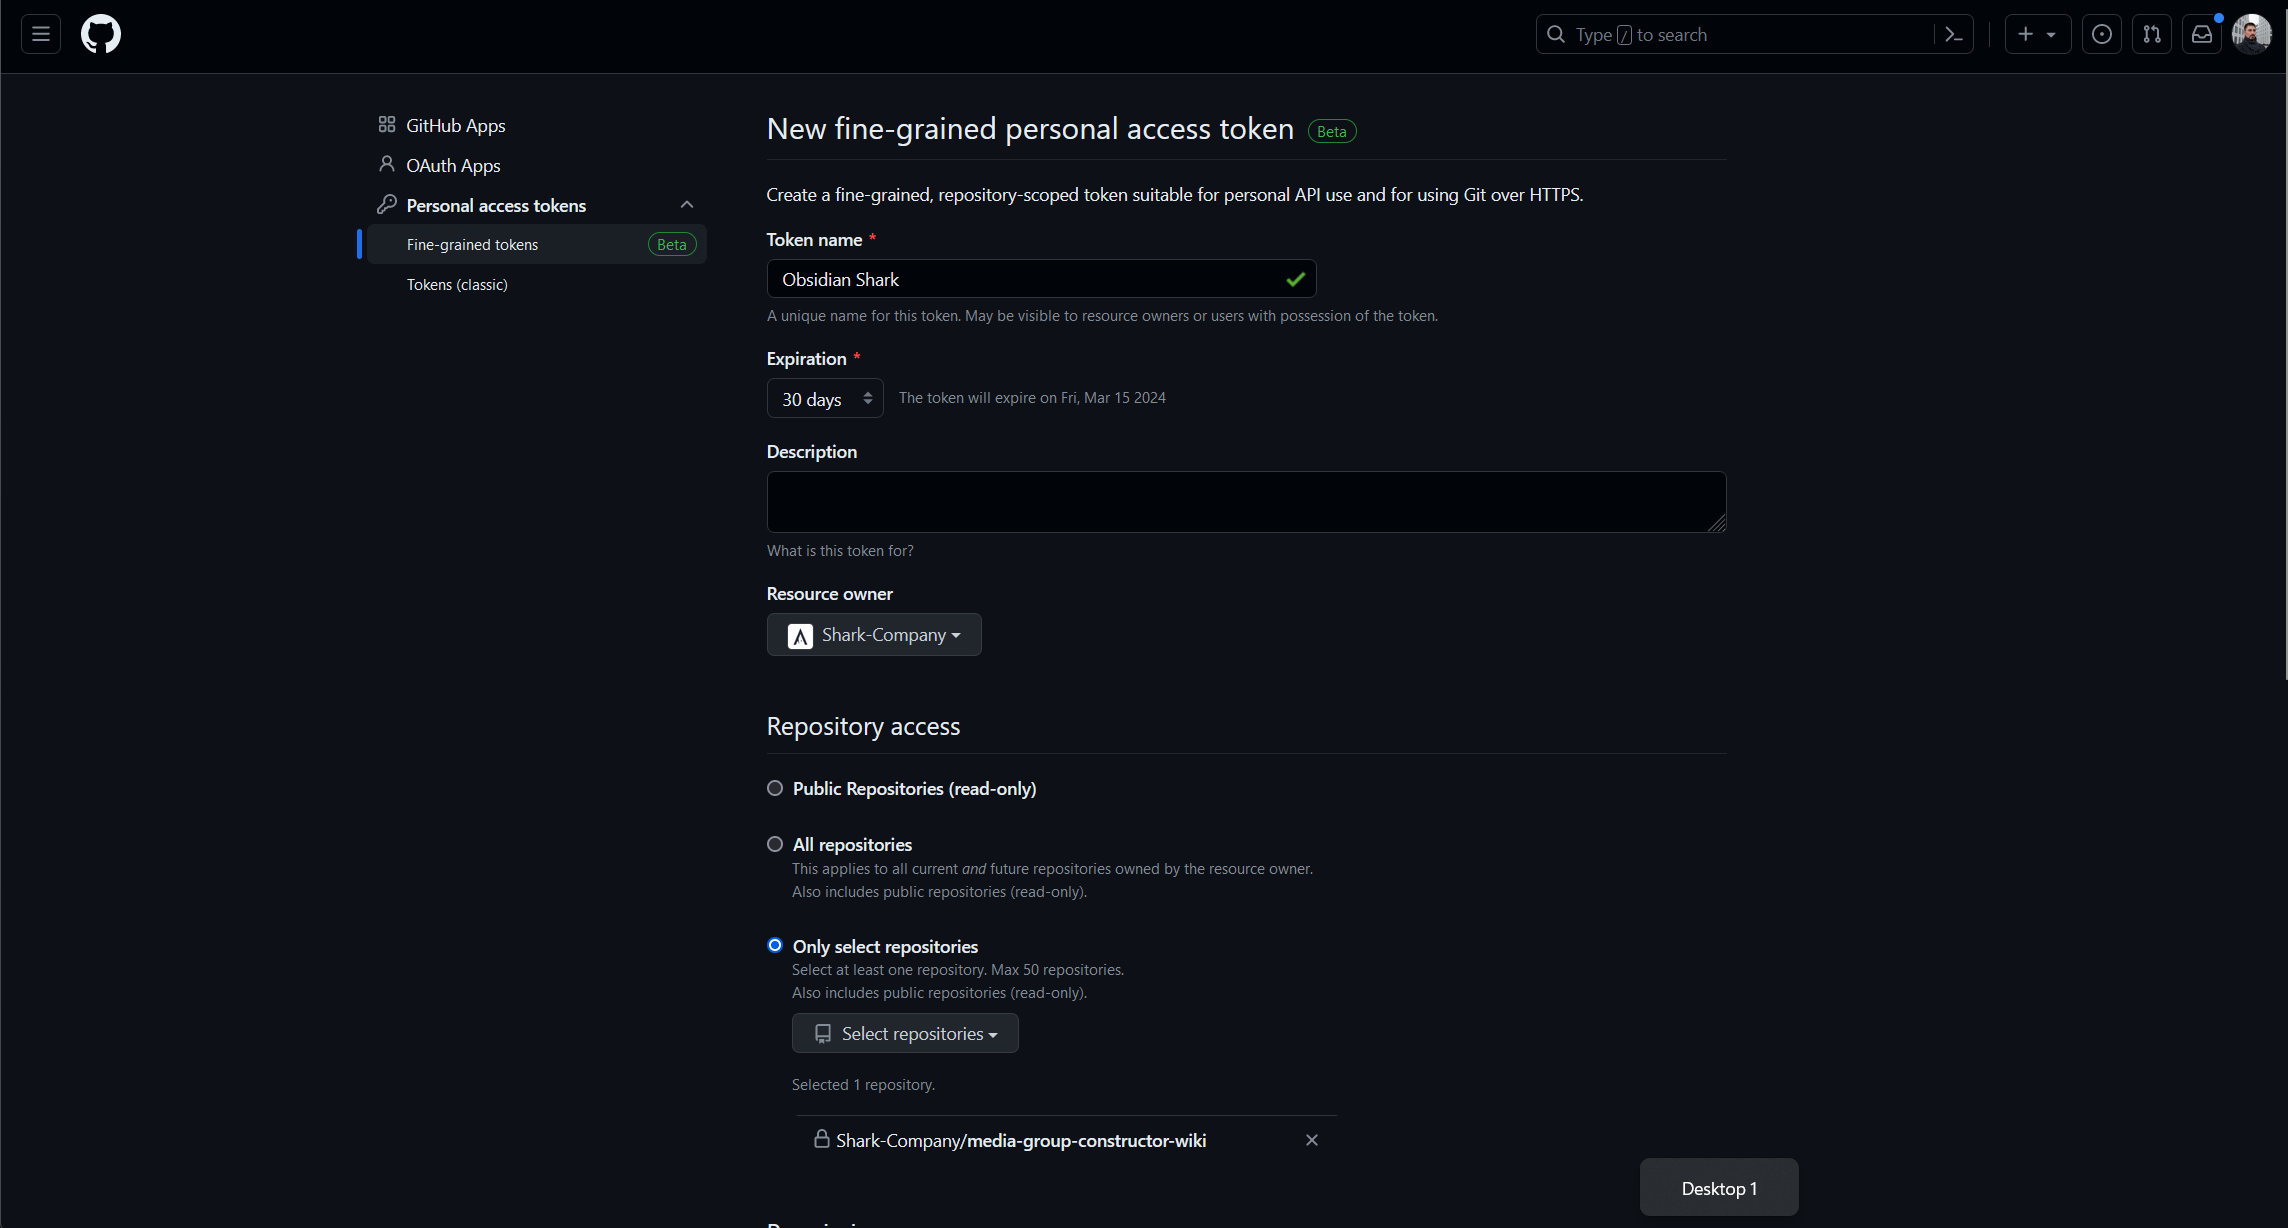 Type / to search
GitHub Apps
OAuth Apps
Personal access tokens
Fine-grained tokens Beta
Tokens (classic)
New fine-grained personal access token Beta
Create a fine-grained, repository-scoped token suitable for personal API use and for using Git over HTTPS.
Token name *
Obsidian Shark
A unique name for this token. May be visible to resource owners or users with possession of the token.
Expiration *
30 days The token will expire on Fri, Mar 15 2024
Description
What is this token for?
Resource owner
Shark-Company
Repository access
Public Repositories (read-only)
All repositories
This applies to all current and future repositories owned by the resource owner.
Also includes public repositories (read-only).
Only select repositories
Select at least one repository. Max 50 repositories.
Also includes public repositories (read-only).
Select repositories
Selected 1 repository.
Shark-Company/media-group-constructor-wiki
Desktop 1